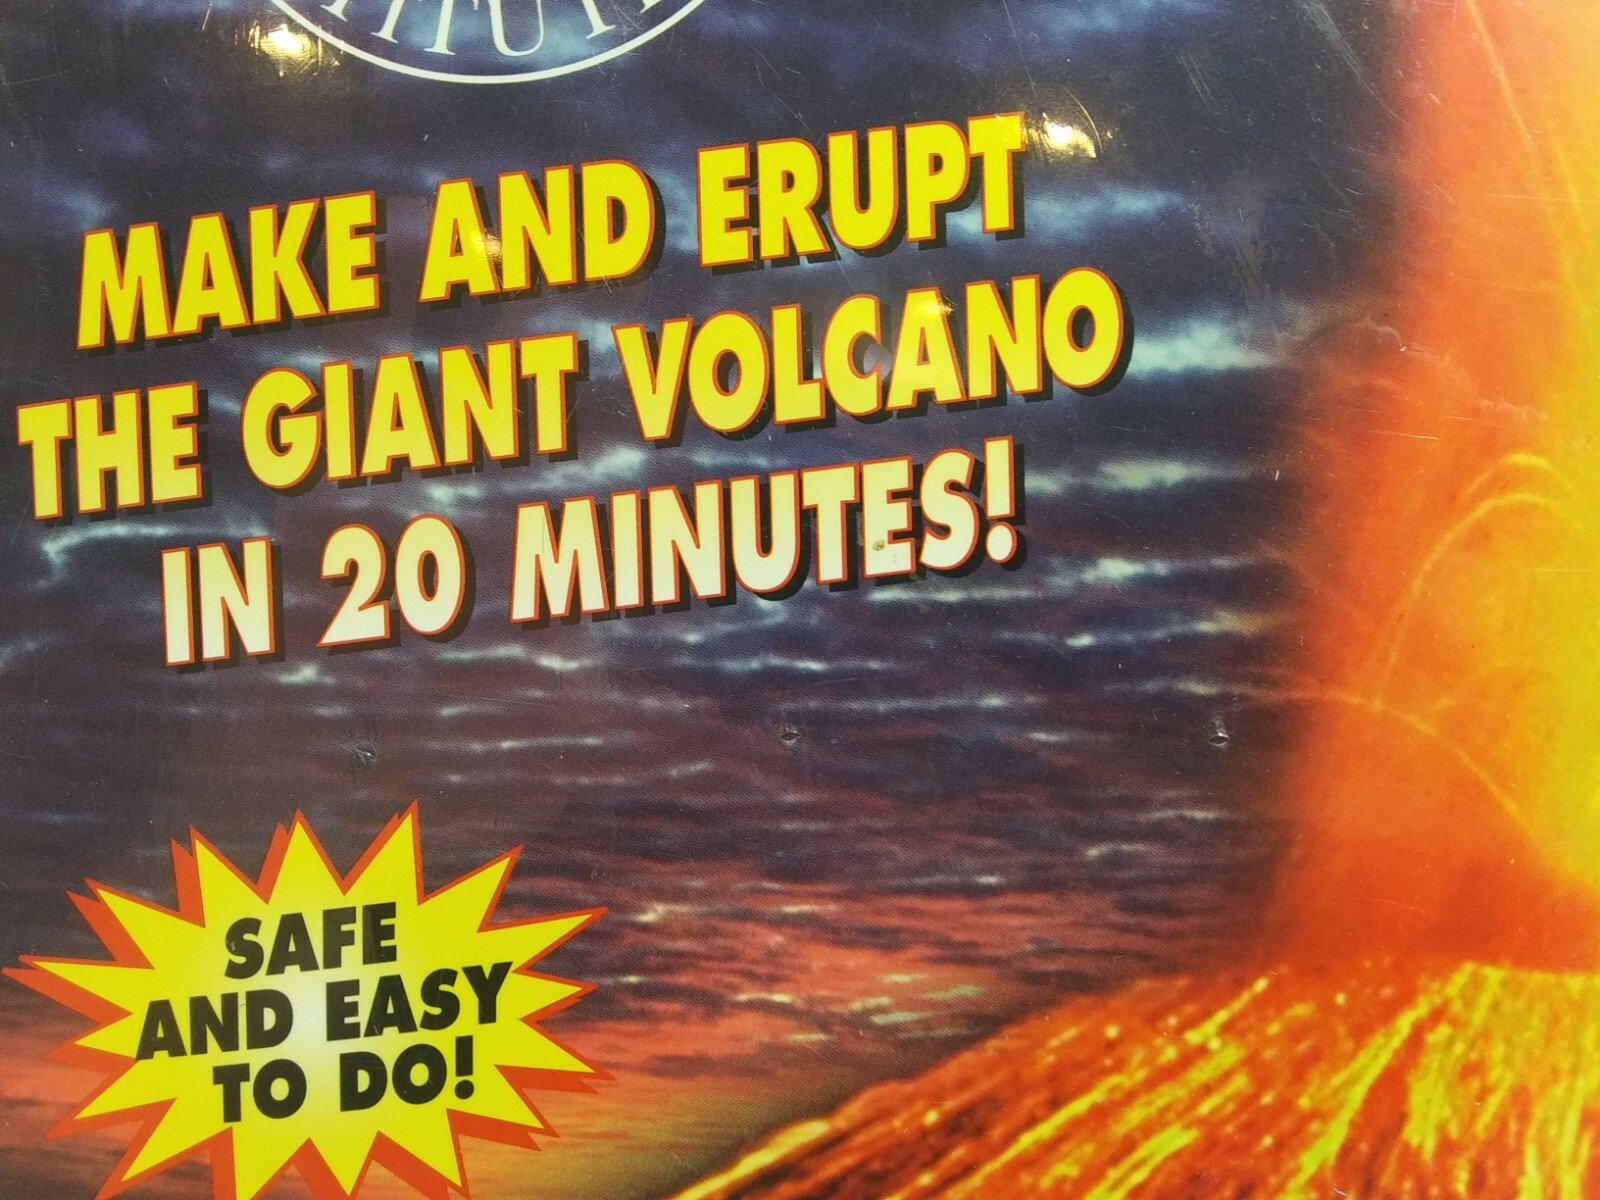 MAKE AND ERUPT
THE GIANT VOLCANO
IN 20 MINUTES!
SAFE
AND EASY
TO DO!